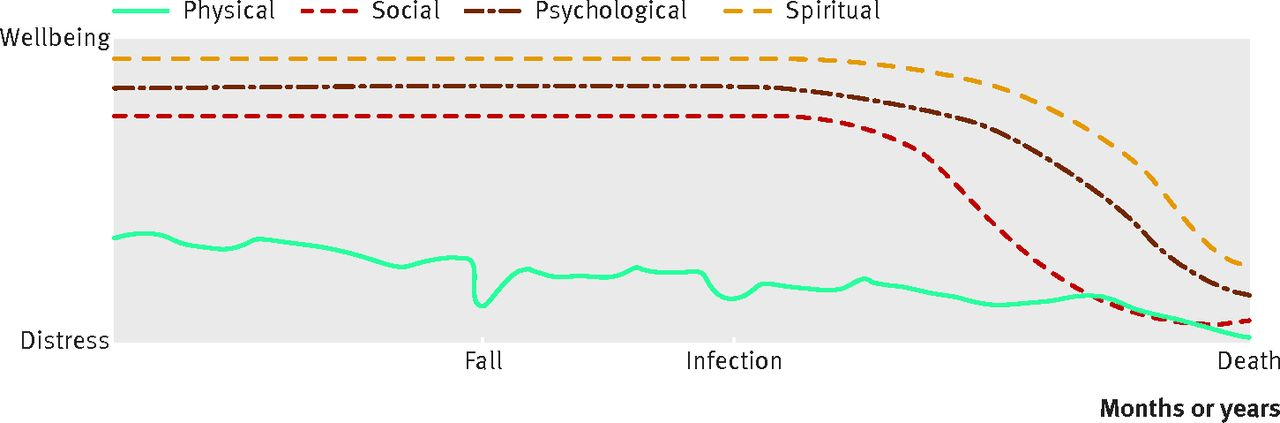 Physical Social Psychological Spiritual
Wellbeing
Distress
Fall Infection Death
Months or years